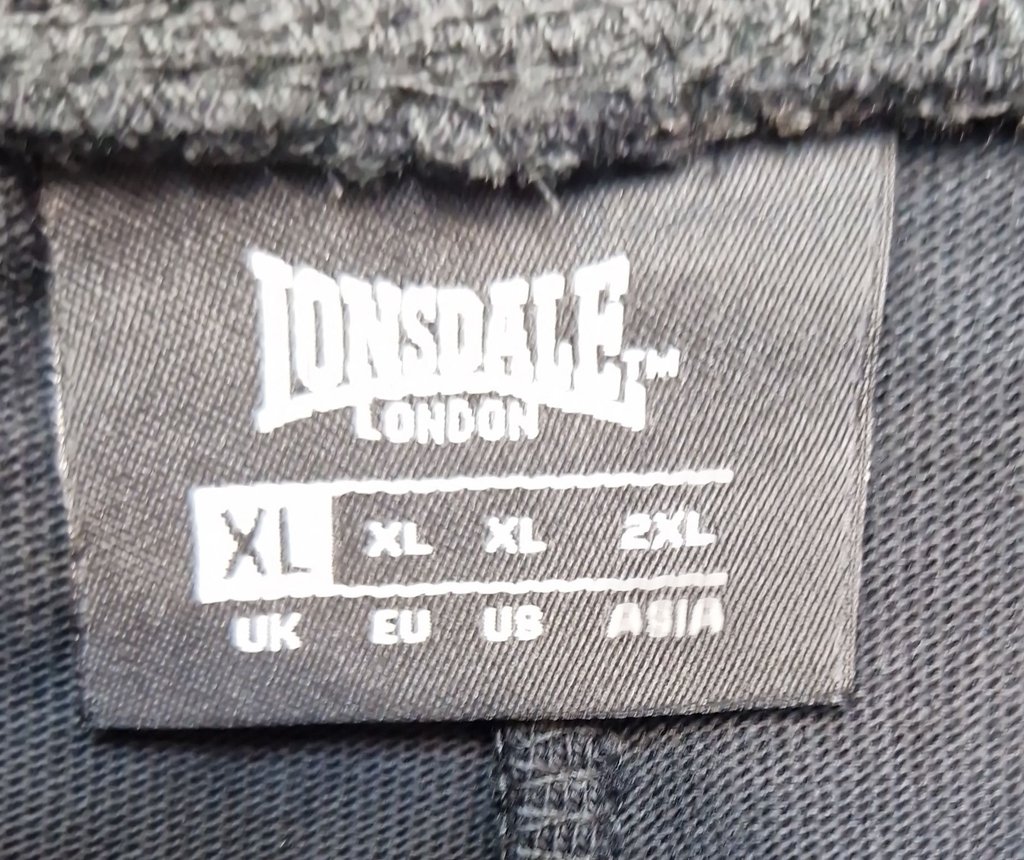 LONSDALE™
LONDON
XL XL XL 2XL
UK EU US ASIA